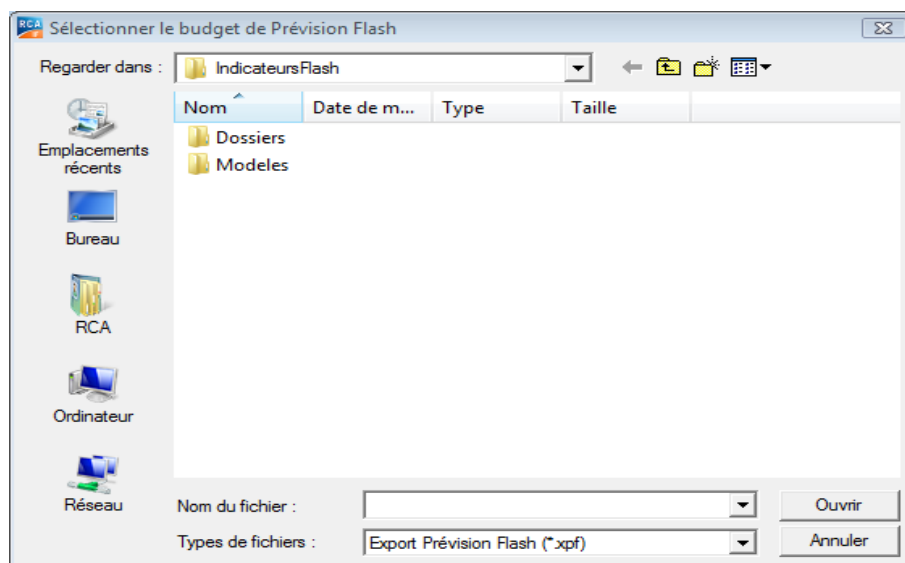 RCA Sélectionner le budget de Prévision Flash
Regarder dans : IndicateursFlash
Nom Date de m... Type Taille
Dossiers
Modeles
Emplacements
récents
Bureau
RCA
Ordinateur
Réseau
Nom du fichier : Ouvrir
Types de fichiers : Export Prévision Flash (*.xpf) Annuler